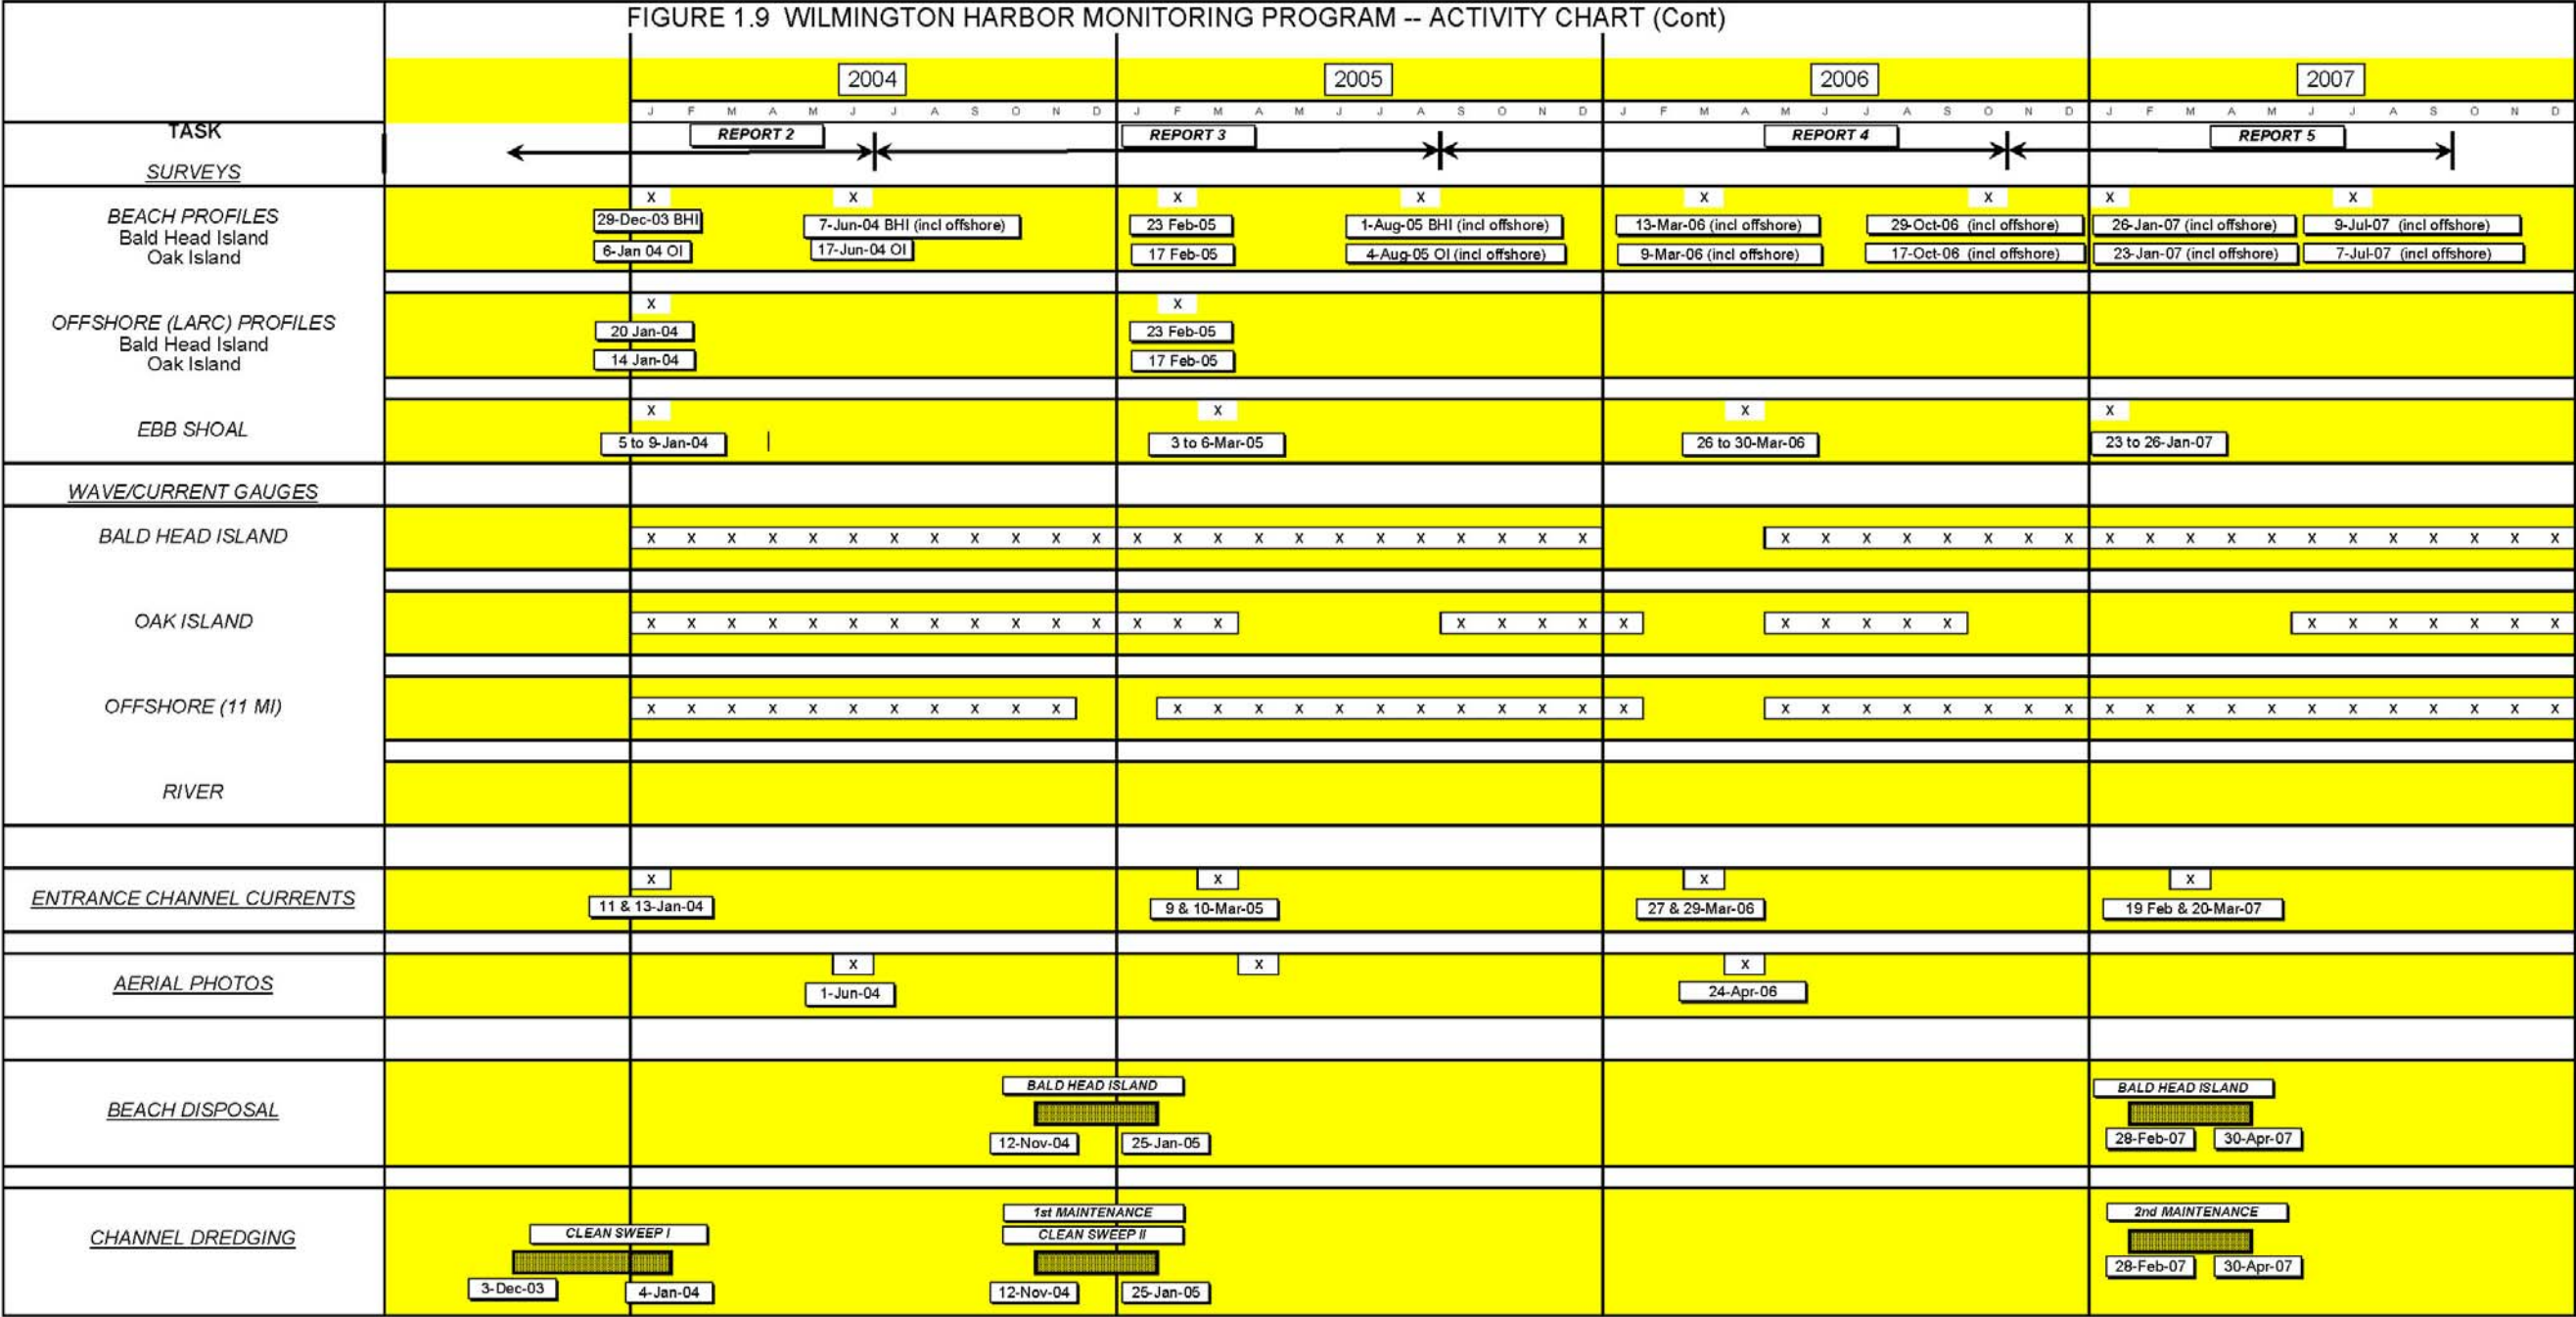 FIGURE 1.9 WILMINGTON HARBOR MONITORING PROGRAM -- ACTIVITY CHART (Cont)
2004 2005 2006 2007
J F M A M J J A S O N D J F M A M J J A S O N D J F M A M J J A S O N D J F M A M J J A S O N D
TASK REPORT 2 REPORT 3 REPORT 4 REPORT 5
SURVEYS
X X X X X X X X
BEACH PROFILES 29-Dec-03 BHI 7-Jun-04 BHI (incl offshore) 23 Feb-05 1-Aug-05 BHI (incl offshore) 13-Mar-06 (incl offshore) 29-Oct-06 (incl offshore) 26-Jan-07 (incl offshore) 9-Jul-07 (incl offshore)
Bald Head Island
Oak Island 6-Jan 04 OI 17-Jun-04 OI 17 Feb-05 4-Aug-05 OI (incl offshore) 9-Mar-06 (incl offshore) 17-Oct-06 (incl offshore) 23-Jan-07 (incl offshore) 7-Jul-07 (incl offshore)
X X
OFFSHORE (LARC) PROFILES 20 Jan-04 23 Feb-05
Bald Head Island
Oak Island 14 Jan-04 17 Feb-05
X X X X
EBB SHOAL 5 to 9-Jan-04 3 to 6-Mar-05 26 to 30-Mar-06 23 to 26-Jan-07
WAVE/CURRENT GAUGES
BALD HEAD ISLAND X X X X X X X X X X X X X X X X X X X X X X X X X X X X X X X X X X X X X X X X X X X X
OAK ISLAND X X X X X X X X X X X X X X X X X X X X X X X X X X X X X X X X
OFFSHORE (11 MI) X X X X X X X X X X X X X X X X X X X X X X X X X X X X X X X X X X X X X X X X X X X
RIVER
X X X X
ENTRANCE CHANNEL CURRENTS 11 & 13-Jan-04 9 & 10-Mar-05 27 & 29-Mar-06 19 Feb & 20-Mar-07
X X X
AERIAL PHOTOS 1-Jun-04 24-Apr-06
BALD HEAD ISLAND BALD HEAD ISLAND
BEACH DISPOSAL
12-Nov-04 25-Jan-05 28-Feb-07 30-Apr-07
1st MAINTENANCE 2nd MAINTENANCE
CHANNEL DREDGING CLEAN SWEEP I CLEAN SWEEP II
3-Dec-03 4-Jan-04 12-Nov-04 25-Jan-05 28-Feb-07 30-Apr-07